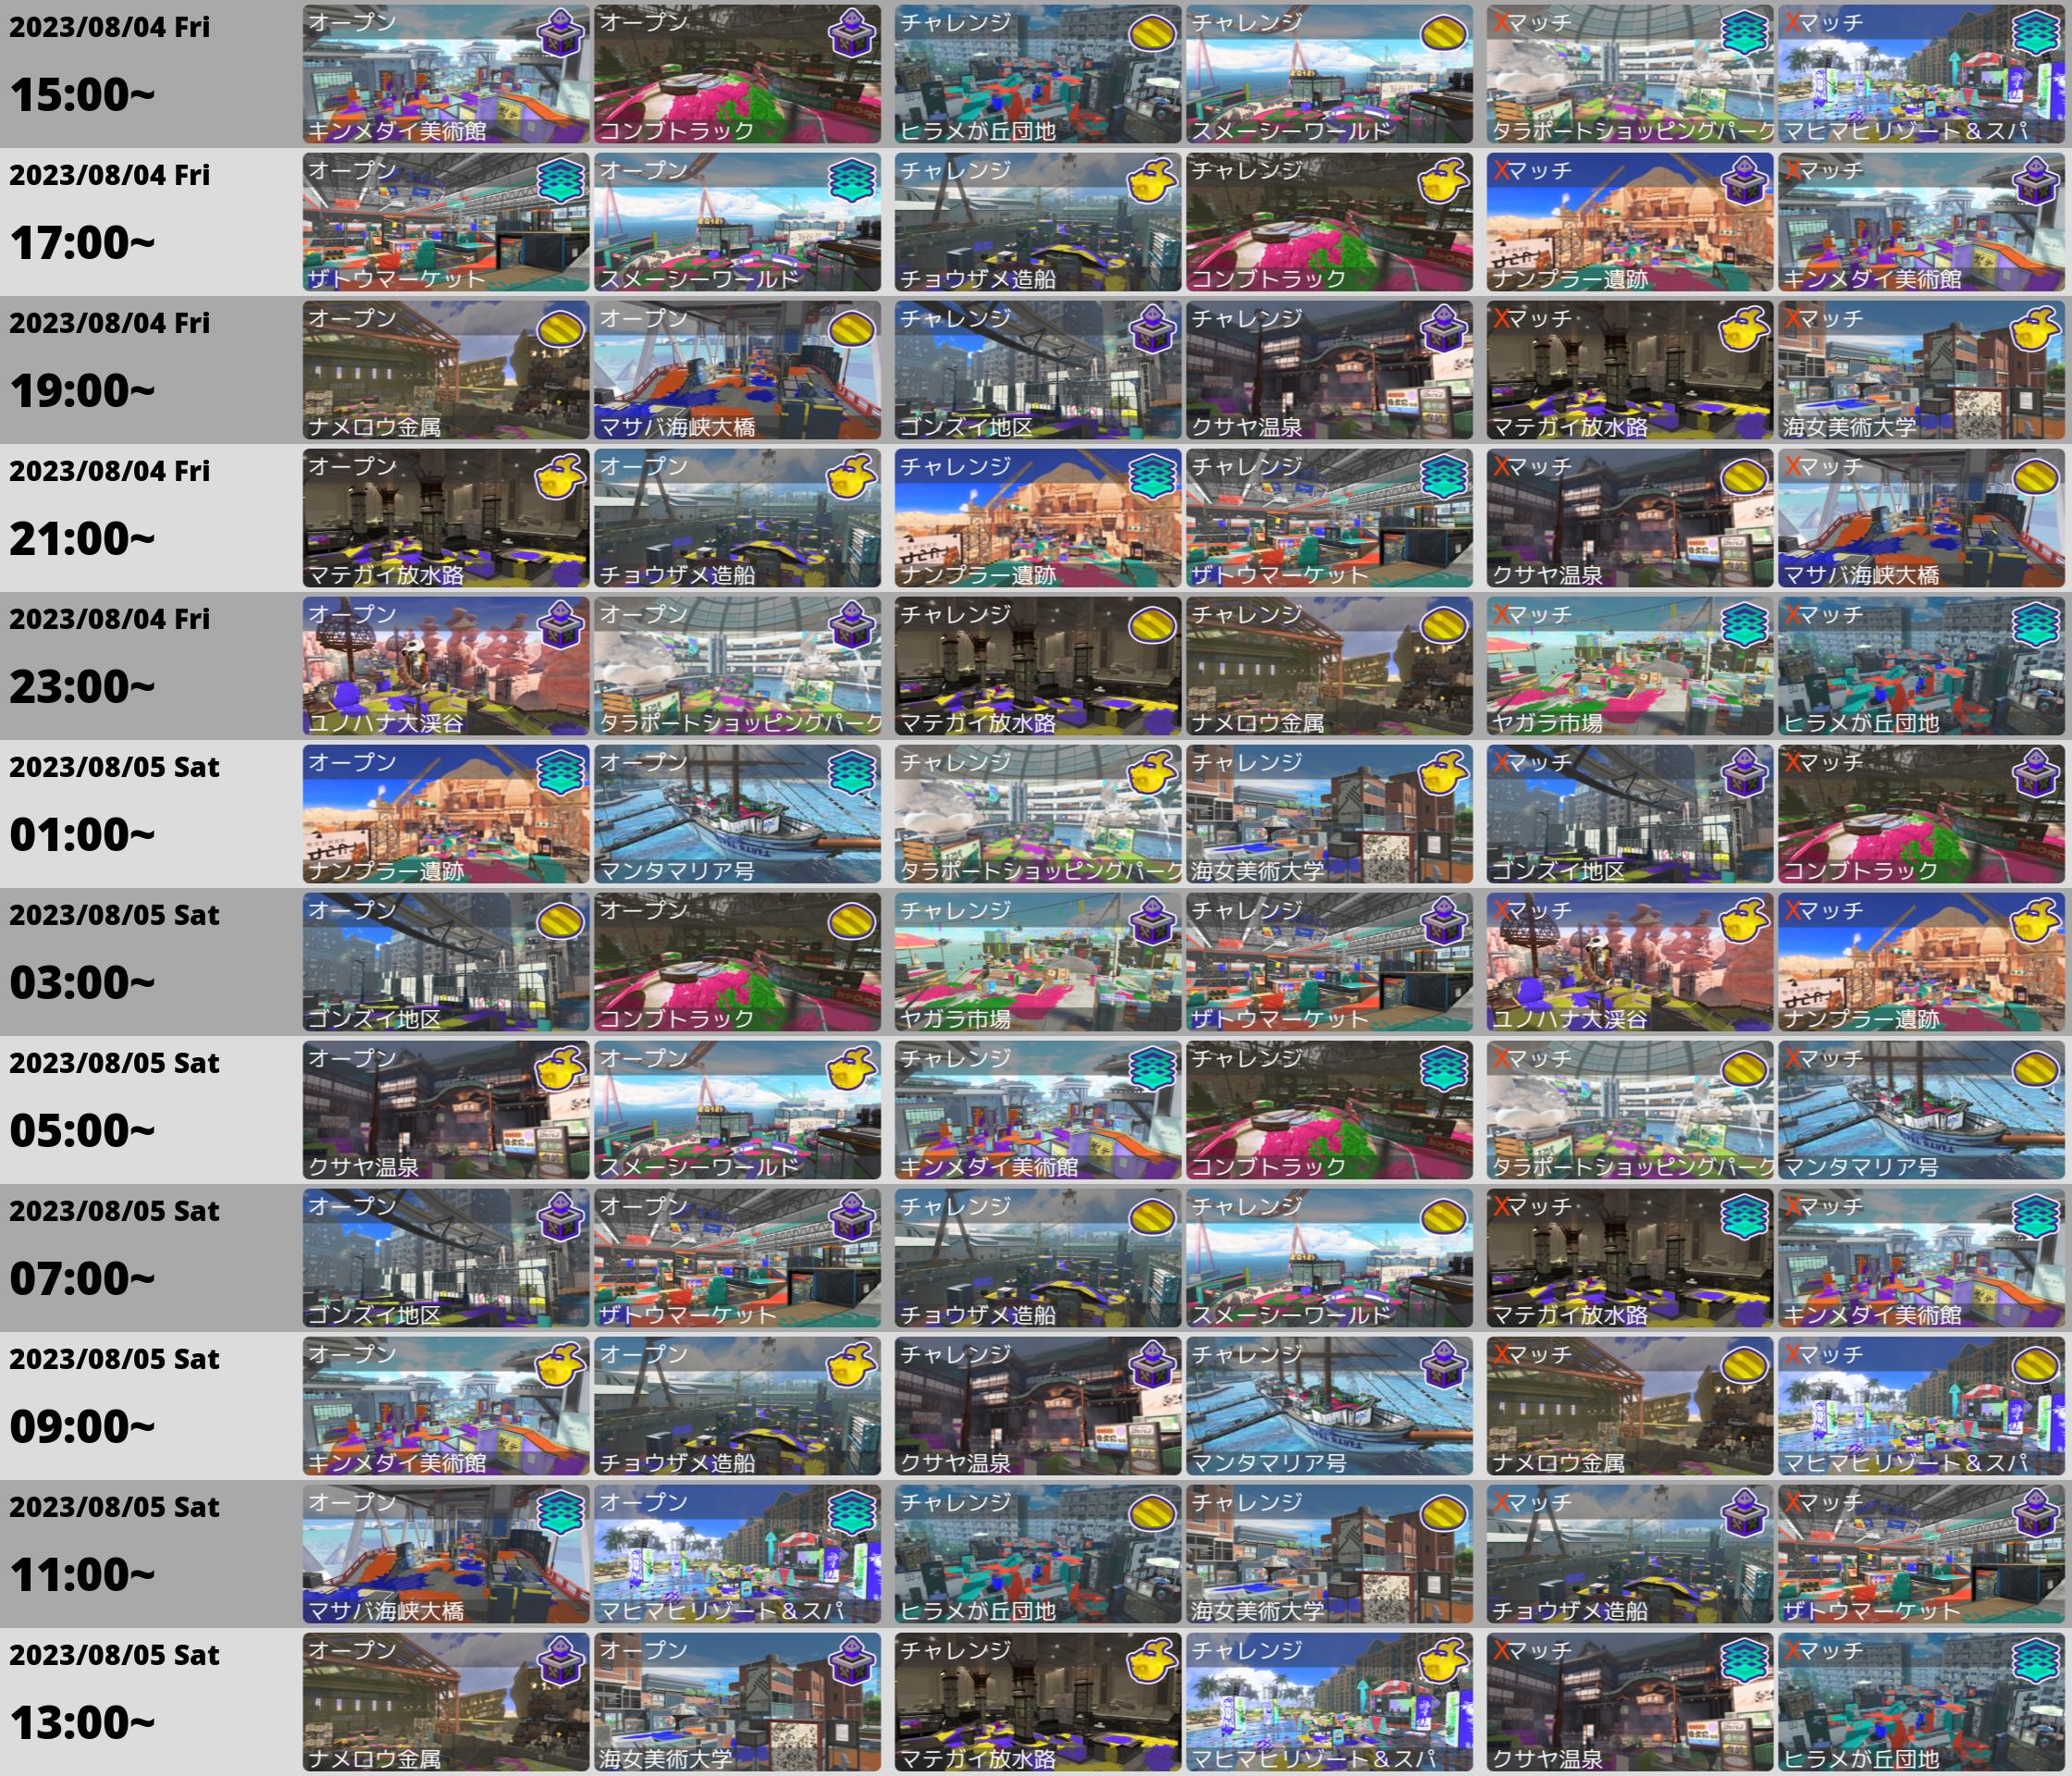 2023/08/04 Fri
15:00~
オープン オープン チャレンジ チャレンジ Xマッチ Xマッチ
キンメダイ美術館 コンブトラック ヒラメが丘団地 スメーシーワールド タラポートショッピングパーク マヒマヒリゾート＆スパ
2023/08/04 Fri
17:00~
オープン オープン チャレンジ チャレンジ Xマッチ Xマッチ
ザトウマーケット スメーシーワールド チョウザメ造船 コンブトラック ナンプラー遺跡 キンメダイ美術館
2023/08/04 Fri
19:00~
オープン オープン チャレンジ チャレンジ Xマッチ Xマッチ
ナメロウ金属 マサバ海峡大橋 ゴンズイ地区 クサヤ温泉 マテガイ放水路 海女美術大学
2023/08/04 Fri
21:00~
オープン オープン チャレンジ チャレンジ Xマッチ Xマッチ
マテガイ放水路 チョウザメ造船 ナンプラー遺跡 ザトウマーケット クサヤ温泉 マサバ海峡大橋
2023/08/04 Fri
23:00~
オープン オープン チャレンジ チャレンジ Xマッチ Xマッチ
ユノハナ大渓谷 タラポートショッピングパーク マテガイ放水路 ナメロウ金属 ヤガラ市場 ヒラメが丘団地
2023/08/05 Sat
01:00~
オープン オープン チャレンジ チャレンジ Xマッチ Xマッチ
ナンプラー遺跡 マンタマリア号 タラポートショッピングパーク 海女美術大学 ゴンズイ地区 コンブトラック
2023/08/05 Sat
03:00~
オープン オープン チャレンジ チャレンジ Xマッチ Xマッチ
ゴンズイ地区 コンブトラック ヤガラ市場 ザトウマーケット ユノハナ大渓谷 ナンプラー遺跡
2023/08/05 Sat
05:00~
オープン オープン チャレンジ チャレンジ Xマッチ Xマッチ
クサヤ温泉 スメーシーワールド キンメダイ美術館 コンブトラック タラポートショッピングパーク マンタマリア号
2023/08/05 Sat
07:00~
オープン オープン チャレンジ チャレンジ Xマッチ Xマッチ
ゴンズイ地区 ザトウマーケット チョウザメ造船 スメーシーワールド マテガイ放水路 キンメダイ美術館
2023/08/05 Sat
09:00~
オープン オープン チャレンジ チャレンジ Xマッチ Xマッチ
キンメダイ美術館 チョウザメ造船 クサヤ温泉 マンタマリア号 ナメロウ金属 マヒマヒリゾート＆スパ
2023/08/05 Sat
11:00~
オープン オープン チャレンジ チャレンジ Xマッチ Xマッチ
マサバ海峡大橋 マヒマヒリゾート＆スパ ヒラメが丘団地 海女美術大学 チョウザメ造船 ザトウマーケット
2023/08/05 Sat
13:00~
オープン オープン チャレンジ チャレンジ Xマッチ Xマッチ
ナメロウ金属 海女美術大学 マテガイ放水路 マヒマヒリゾート＆スパ クサヤ温泉 ヒラメが丘団地